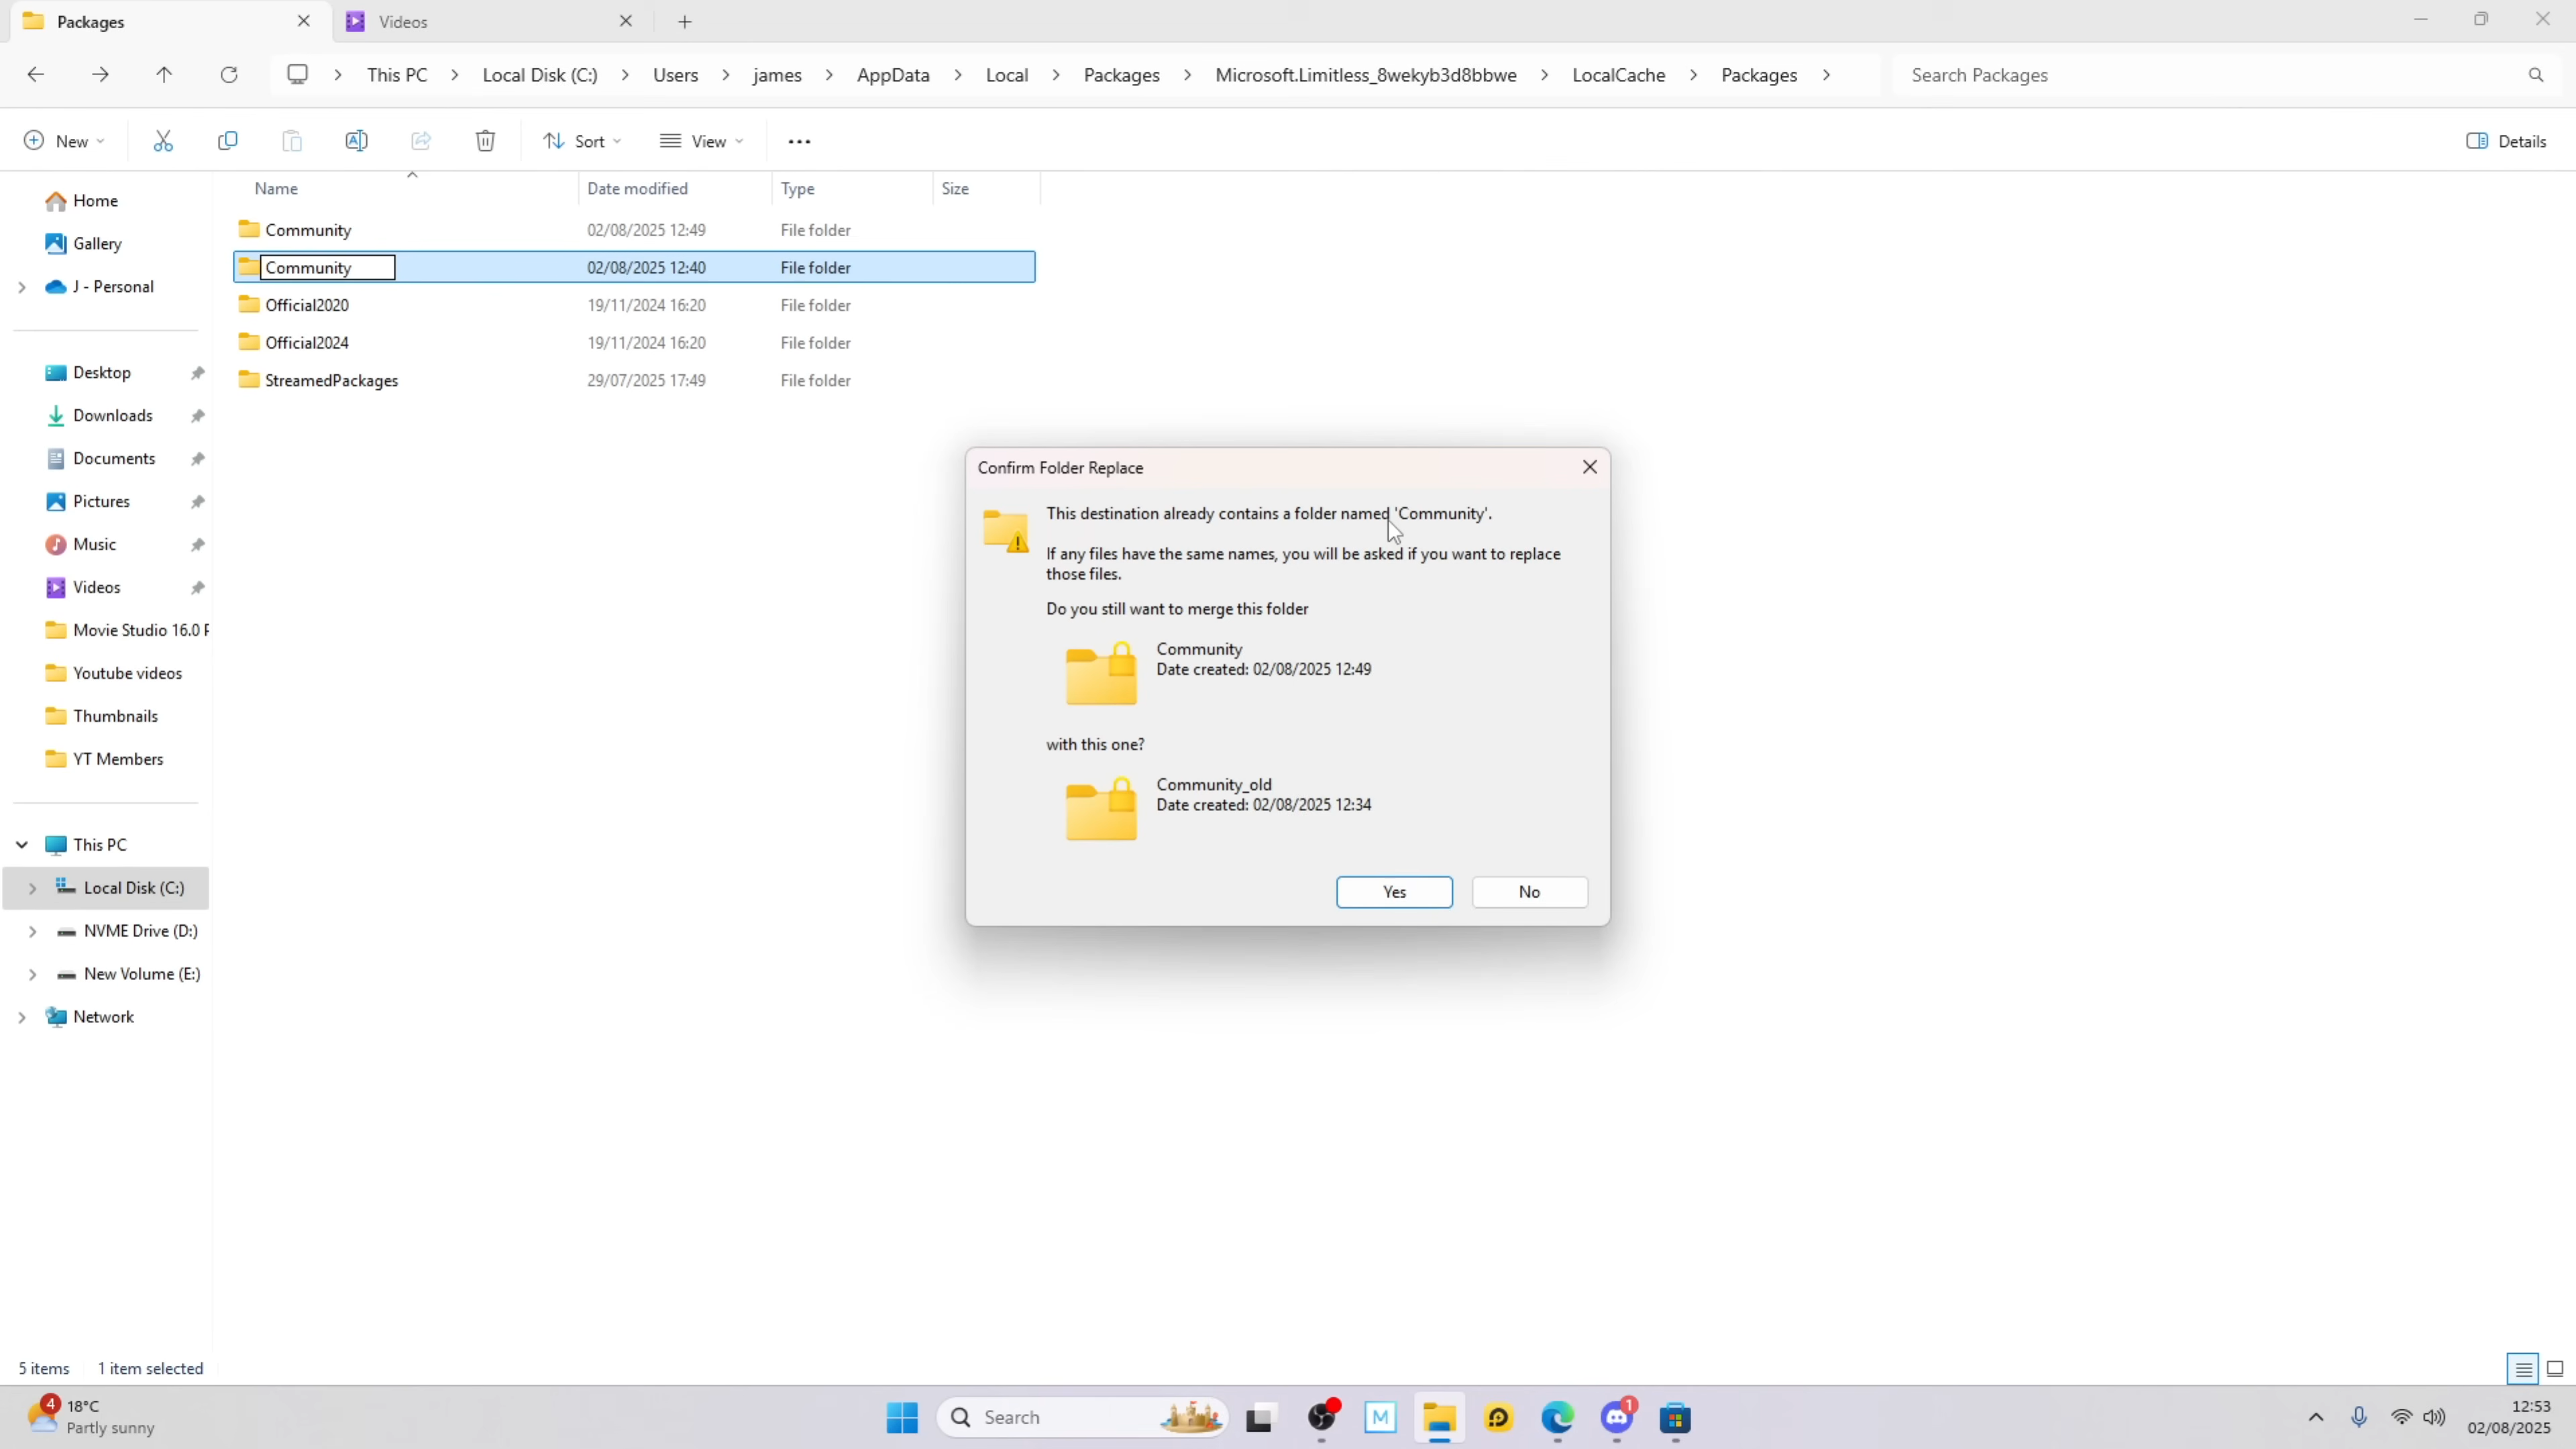 Packages
Videos
This PC
Local Disk (C:)
Users
james
AppData
Local
Packages
Microsoft.Limitless_8wekyb3d8bbwe
LocalCache
Packages
Search Packages
New
Sort
View
Details
Name
Date modified
Type
Size
Community 02/08/2025 12:49 File folder
Community 02/08/2025 12:40 File folder
Official2020 19/11/2024 16:20 File folder
Official2024 19/11/2024 16:20 File folder
StreamedPackages 29/07/2025 17:49 File folder
Home
Gallery
J - Personal
Desktop
Downloads
Documents
Pictures
Music
Videos
Movie Studio 16.0 F
Youtube videos
Thumbnails
YT Members
This PC
Local Disk (C:)
NVME Drive (D:)
New Volume (E:)
Network
Confirm Folder Replace
This destination already contains a folder named 'Community'.
If any files have the same names, you will be asked if you want to replace
those files.
Do you still want to merge this folder
Community
Date created: 02/08/2025 12:49
with this one?
Community_old
Date created: 02/08/2025 12:34
Yes
No
5 items
1 item selected
4
18°C
Partly sunny
Search
M
1
12:53
02/08/2025